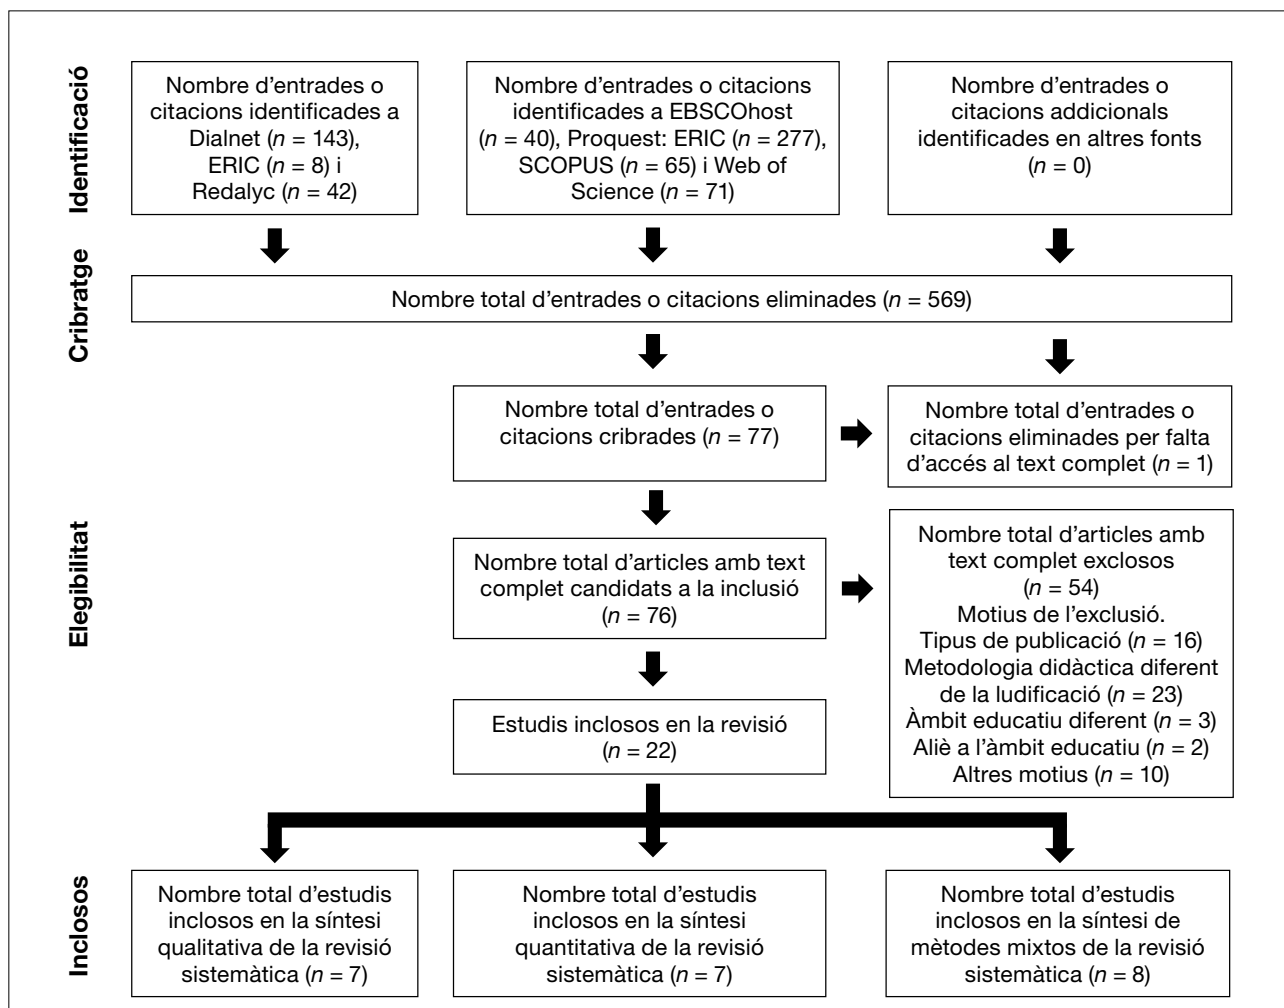 Identificació
Nombre d’entrades o
citacions identificades a
Dialnet (n = 143),
ERIC (n = 8) i
Redalyc (n = 42)
Nombre d’entrades o citacions
identificades a EBSCOhost
(n = 40), Proquest: ERIC (n = 277),
SCOPUS (n = 65) i Web of
Science (n = 71)
Nombre d’entrades o
citacions addicionals
identificades en altres fonts
(n = 0)
Cribratge
Nombre total d’entrades o citacions eliminades (n = 569)
Nombre total d’entrades o
citacions cribrades (n = 77)
Nombre total d’entrades o
citacions eliminades per falta
d’accés al text complet (n = 1)
Elegibilitat
Nombre total d’articles amb text
complet candidats a la inclusió
(n = 76)
Nombre total d’articles amb
text complet exclosos
(n = 54)
Motius de l’exclusió.
Tipus de publicació (n = 16)
Metodologia didàctica diferent
de la ludificació (n = 23)
Àmbit educatiu diferent (n = 3)
Aliè a l’àmbit educatiu (n = 2)
Altres motius (n = 10)
Estudis inclosos en la revisió
(n = 22)
Inclosos
Nombre total d’estudis
inclosos en la síntesi
qualitativa de la revisió
sistemàtica (n = 7)
Nombre total d’estudis
inclosos en la síntesi
quantitativa de la revisió
sistemàtica (n = 7)
Nombre total d’estudis
inclosos en la síntesi de
mètodes mixtos de la revisió
sistemàtica (n = 8)